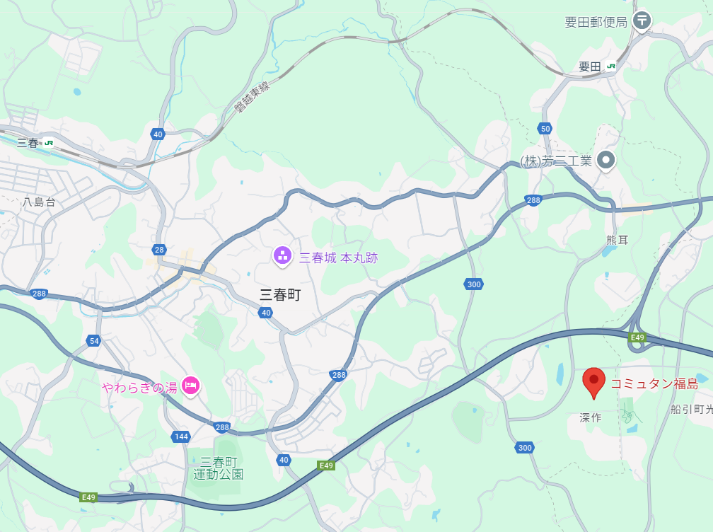 要田郵便局
要田 JR
磐越東線
40
50
三春 JR
(株)芳三工業
八島台
288
熊耳
28
三春城 本丸跡
300
288
三春町
40
54
E49
288
コミュタン福島
やわらぎの湯
船引町光
深作
288
144
300
三春町
運動公園
40
E49
E49